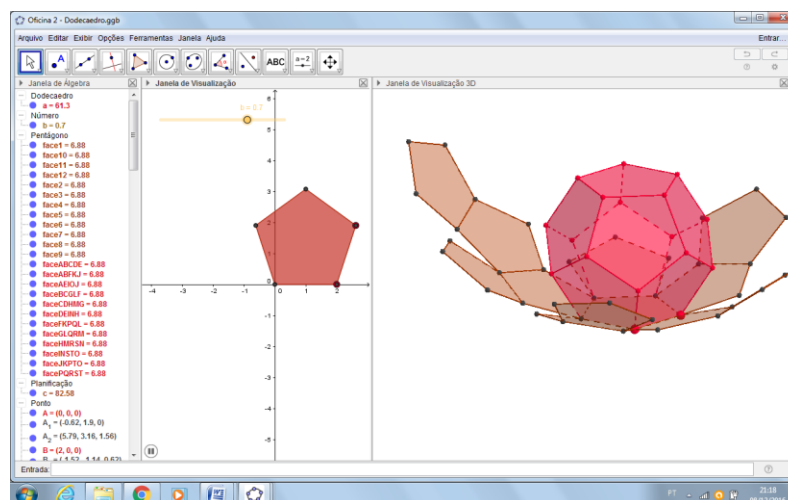 Oficina 2 - Dodecaedro.ggb
Arquivo Editar Exibir Opções Ferramentas Janela Ajuda
Entrar...
ABC
a=2
Janela de Álgebra
Janela de Visualização
Janela de Visualização 3D
Dodecaedro
a = 61.3
Número
b = 0.7
Pentágono
face1 = 6.88
face10 = 6.88
face11 = 6.88
face12 = 6.88
face2 = 6.88
face3 = 6.88
face4 = 6.88
face5 = 6.88
face6 = 6.88
face7 = 6.88
face8 = 6.88
face9 = 6.88
faceABCDE = 6.88
faceABFKJ = 6.88
faceAEIOJ = 6.88
faceBCGLF = 6.88
faceCDHMG = 6.88
faceDEINH = 6.88
faceFKPQL = 6.88
faceGLQRM = 6.88
faceHMRSN = 6.88
faceINSTO = 6.88
faceJKPTO = 6.88
facePQRST = 6.88
Planificação
c = 82.58
Ponto
A = (0, 0, 0)
A1 = (-0.62, 1.9, 0)
A2 = (5.79, 3.16, 1.56)
B = (2, 0, 0)
b = 0.7
6
5
4
3
2
1
0
-4 -3 -2 -1 0 1 2
-1
-2
-3
-4
-5
Entrada:
PT
21:18